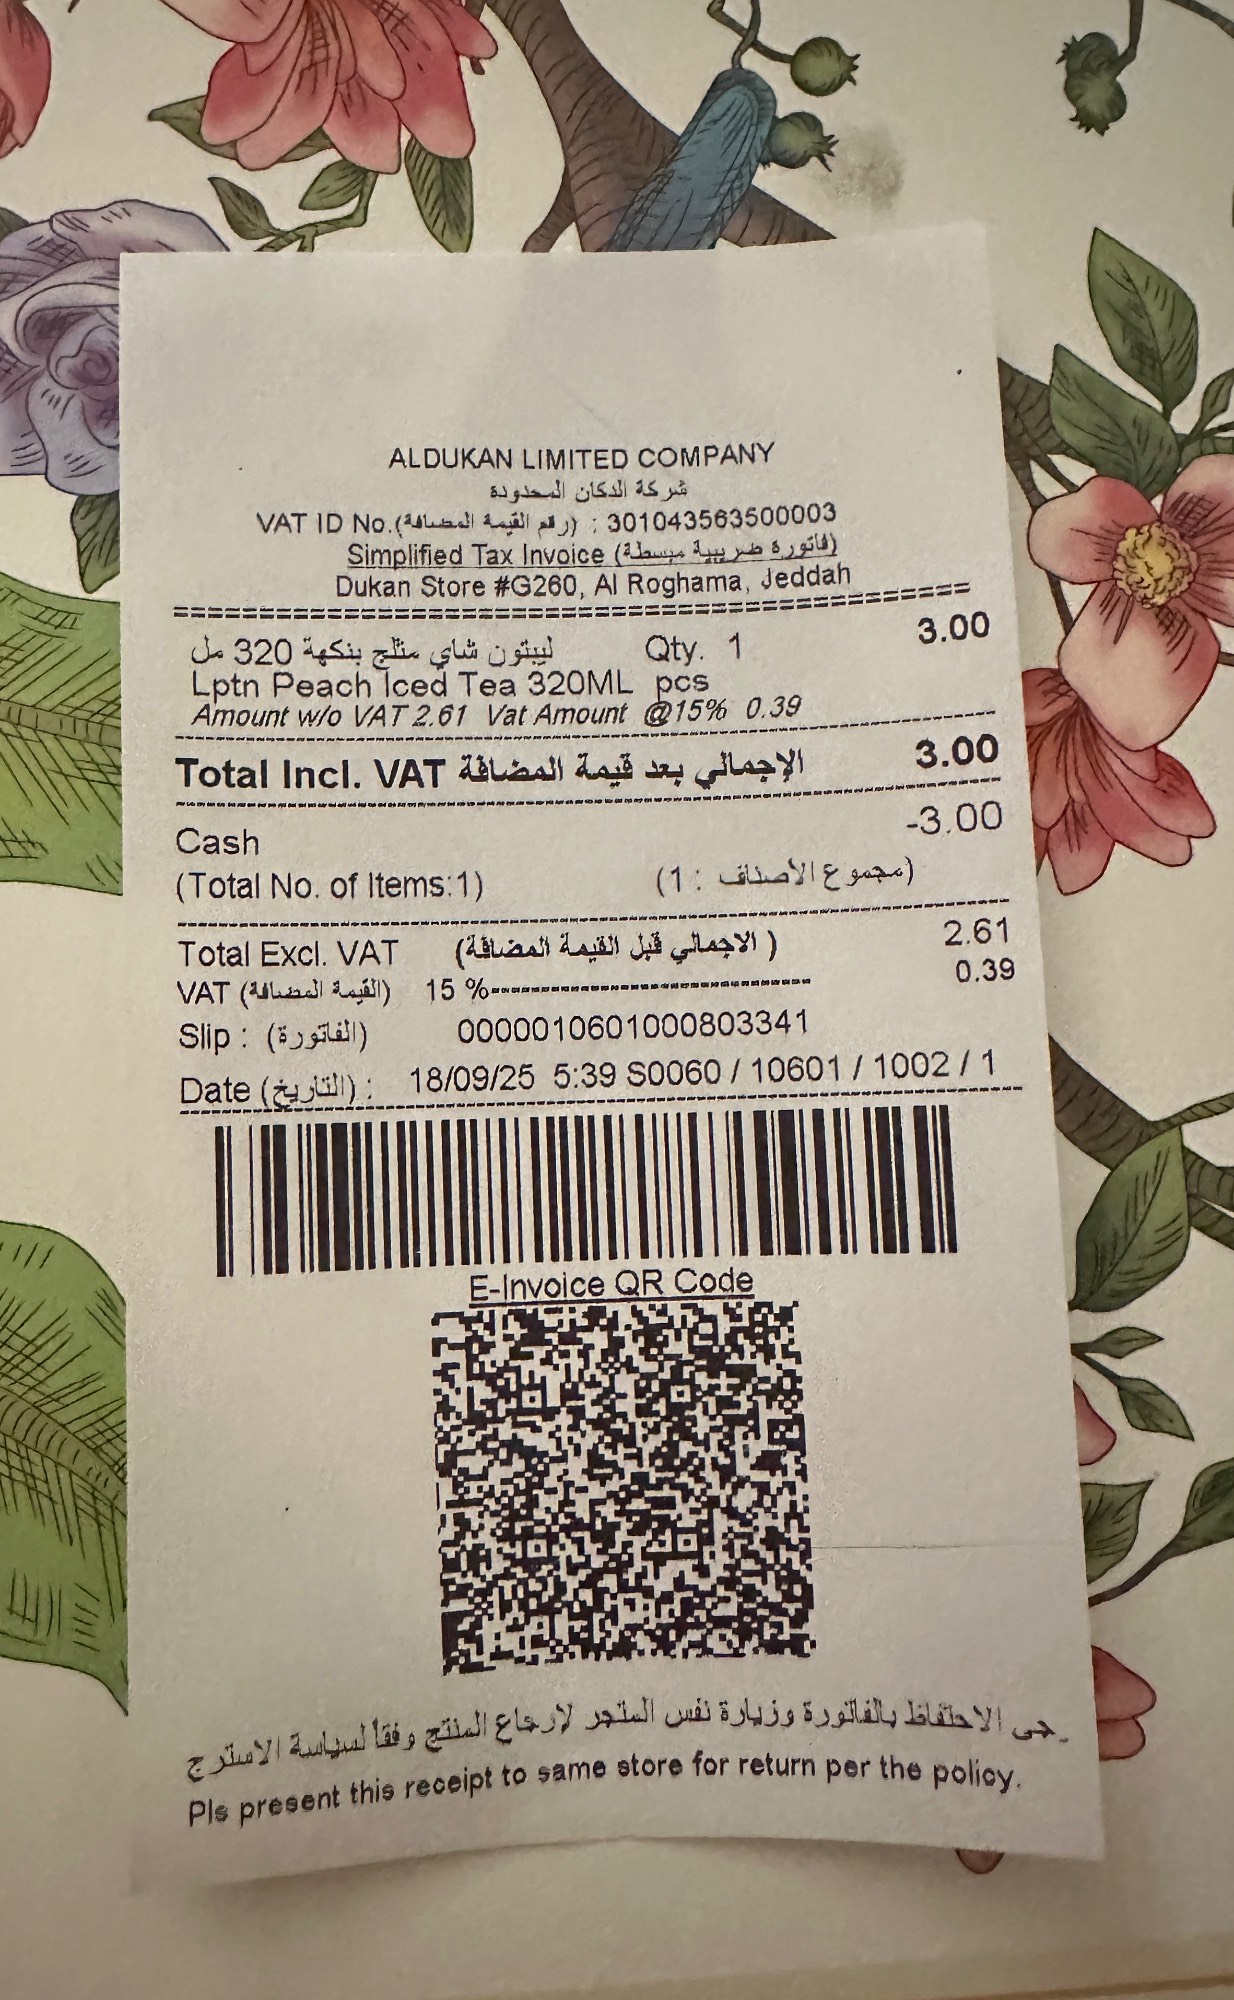 ALDUKAN LIMITED COMPANY
شركة الدكان المحدودة
VAT ID No.(رقم القيمة المضافة) : 301043563500003
Simplified Tax Invoice (فاتورة ضريبية مبسطة)
Dukan Store #G260, Al Roghama, Jeddah
ليبتون شاي مثلج بنكهة 320 مل Qty. 1 3.00
Lptn Peach Iced Tea 320ML pcs
Amount w/o VAT 2.61 Vat Amount @15% 0.39
Total Incl. VAT الإجمالي بعد قيمة المضافة 3.00
Cash -3.00
(Total No. of Items:1) (مجموع الأصناف : 1)
Total Excl. VAT (الاجمالي قبل القيمة المضافة ) 2.61
VAT (القيمة المضافة) 15 % 0.39
Slip : (الفاتورة) 0000010601000803341
Date (التاريخ) : 18/09/25 5:39 S0060 / 10601 / 1002 / 1
E-Invoice QR Code
الاحتفاظ بالفاتورة وزيارة نفس المتجر لإرجاع المنتج وفقاً لسياسة الاسترج
Pls present this receipt to same store for return per the policy.